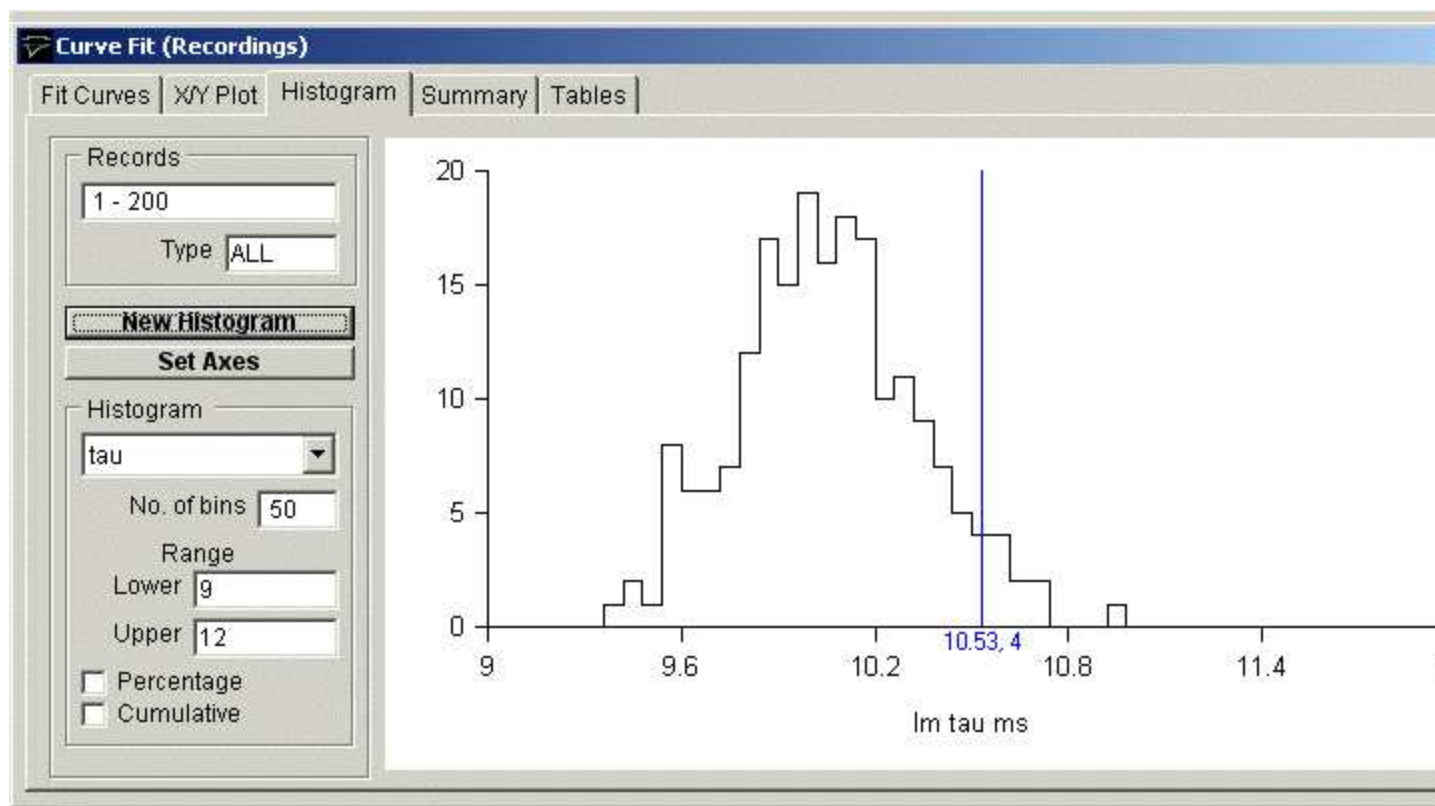 Curve Fit (Recordings)
Fit Curves X/Y Plot Histogram Summary Tables
Records
1 - 200
Type ALL
New Histogram
Set Axes
Histogram
tau
No. of bins 50
Range
Lower 9
Upper 12
Percentage
Cumulative
20
15
10
5
0
10.53, 4
9 9.6 10.2 10.8 11.4
Im tau ms